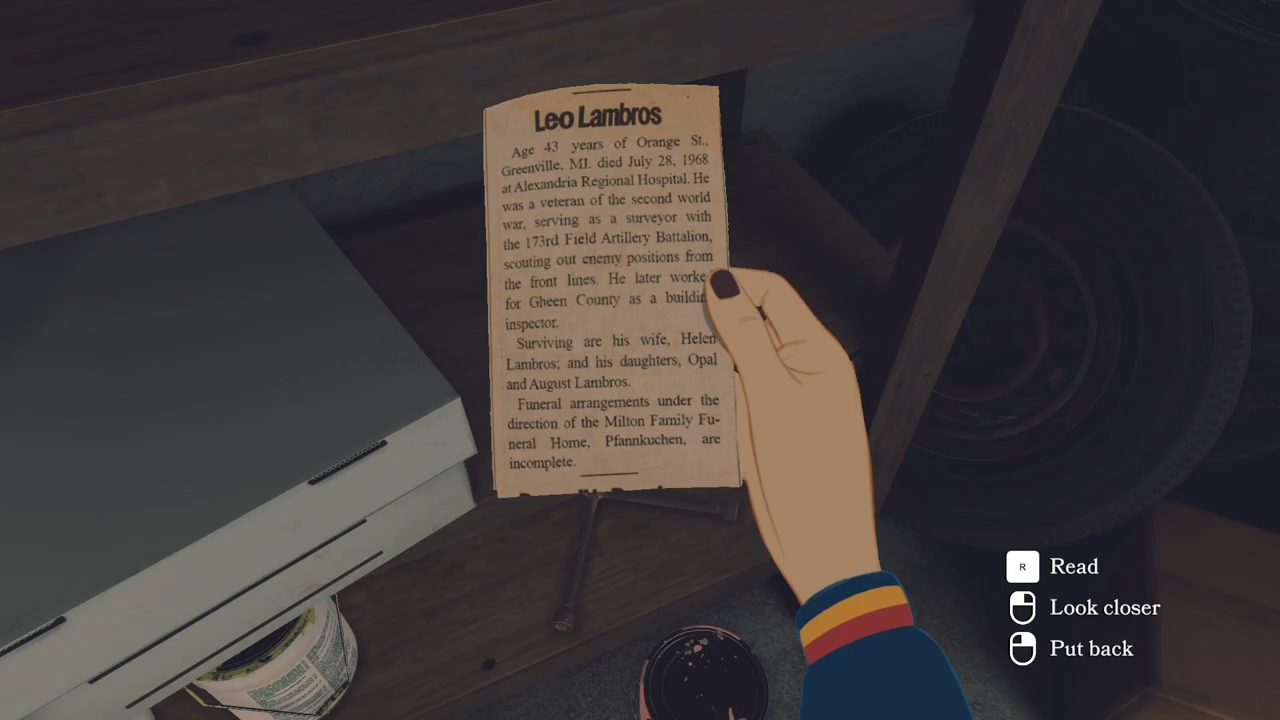 Leo Lambros
Age 43 years of Orange St.,
Greenville, MI. died July 28, 1968
at Alexandria Regional Hospital. He
was a veteran of the second world
war, serving as a surveyor with
the 173rd Field Artillery Battalion,
scouting out enemy positions from
the front lines. He later worke
for Gheen County as a buildin
inspector.
Surviving are his wife, Helen
Lambros; and his daughters, Opal
and August Lambros.
Funeral arrangements under the
direction of the Milton Family Fu-
neral Home, Pfannkuchen, are
incomplete.
R Read
Look closer
Put back